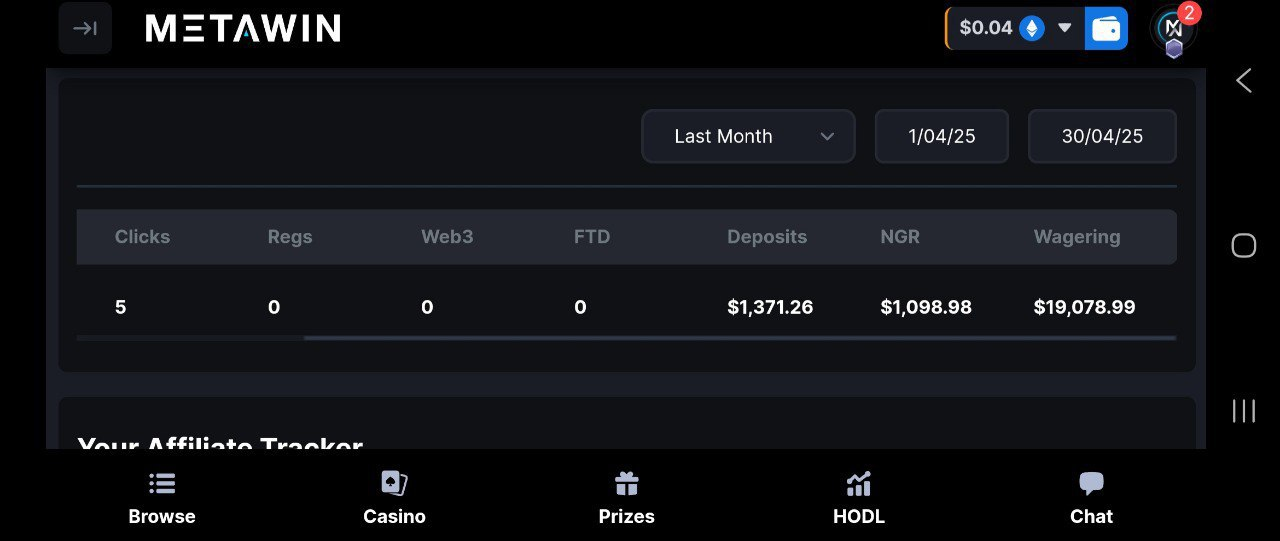 METAWIN
$0.04
2
Last Month
1/04/25
30/04/25
Clicks Regs Web3 FTD Deposits NGR Wagering
5 0 0 0 $1,371.26 $1,098.98 $19,078.99
Your Affiliate Tracker
Browse Casino Prizes HODL Chat